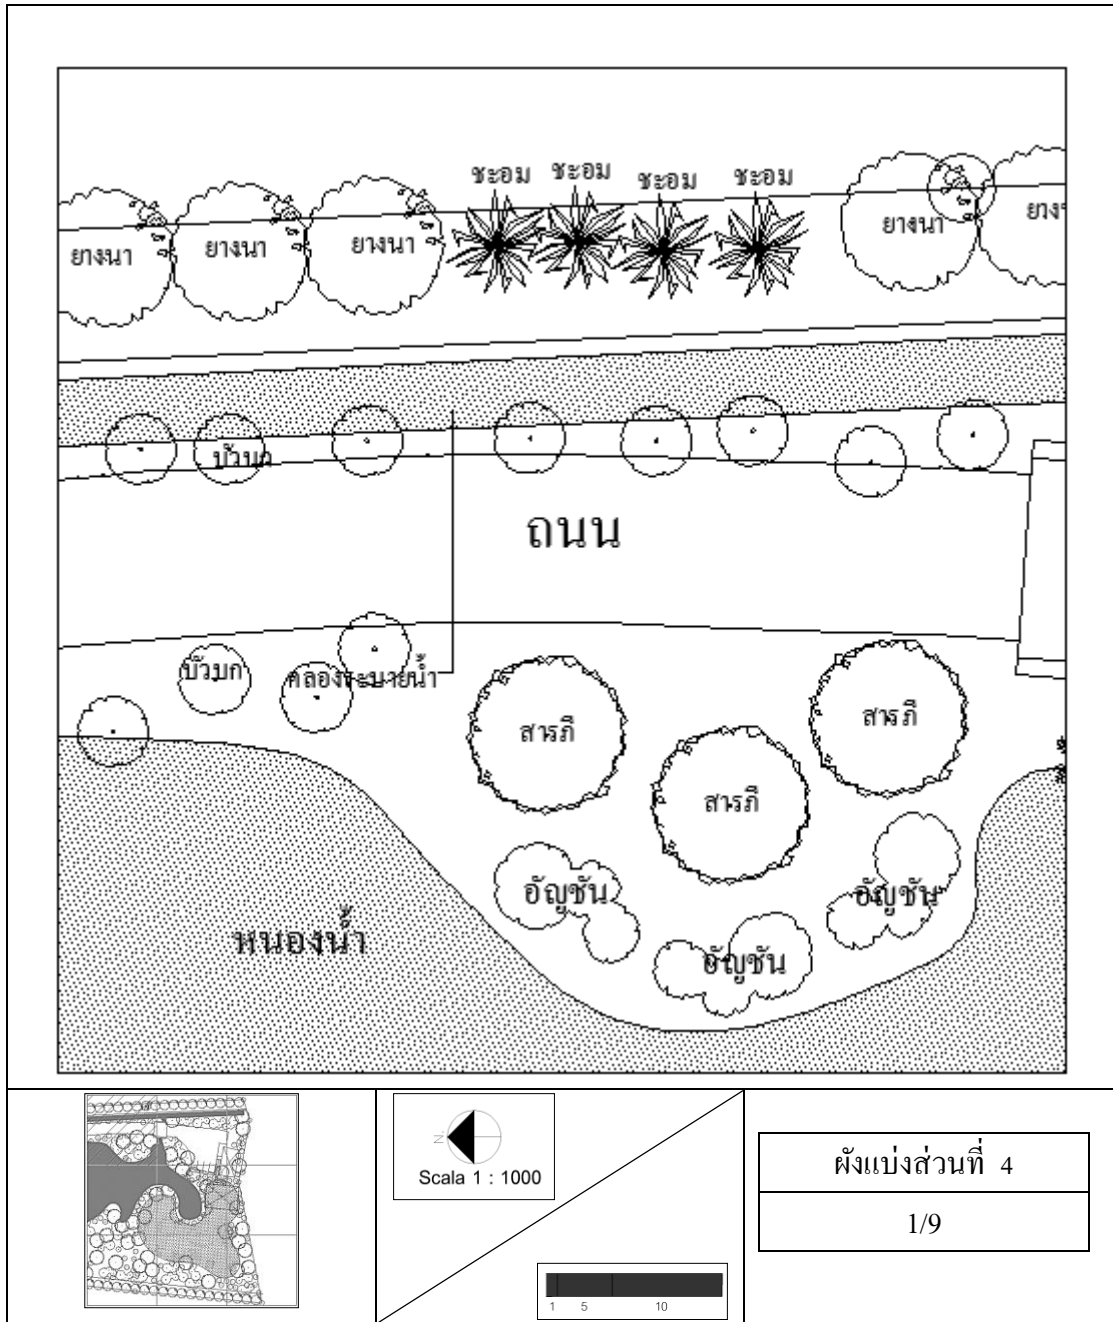 ชะอม ชะอม ชะอม ชะอม
ยางนา ยางนา ยางนา ยางนา
บัวบก
ถนน
บัวบก คลองระบายน้ำ
สารภี สารภี
สารภี
อัญชัน อัญชัน
หนองน้ำ อัญชัน
N.
Scala 1 : 1000
1 5 10
ผังแบ่งส่วนที่ 4
1/9